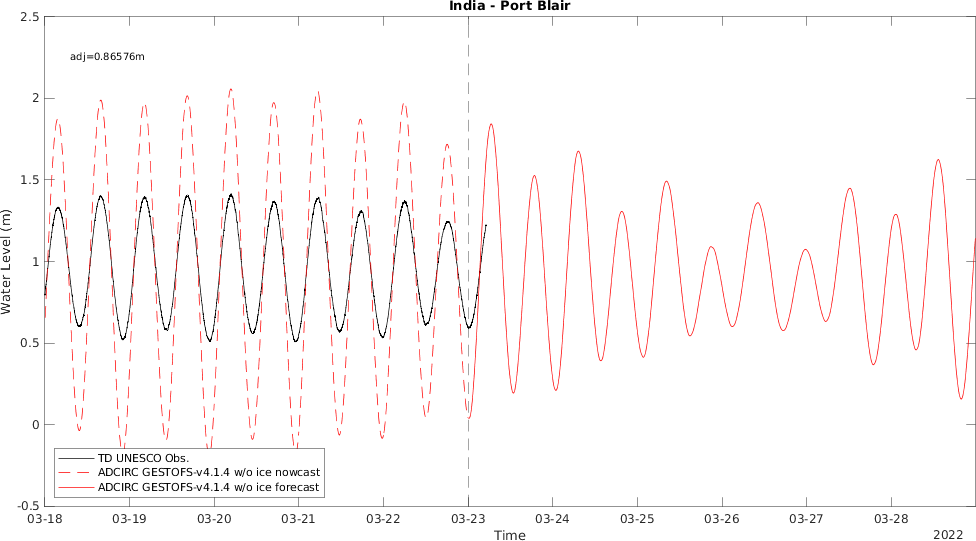 India - Port Blair
2.5
adj=0.86576m
2
1.5
1
0.5
0
-0.5
Water Level (m)
TD UNESCO Obs.
ADCIRC GESTOFS-v4.1.4 w/o ice nowcast
ADCIRC GESTOFS-v4.1.4 w/o ice forecast
03-18 03-19 03-20 03-21 03-22 03-23 03-24 03-25 03-26 03-27 03-28
Time
2022